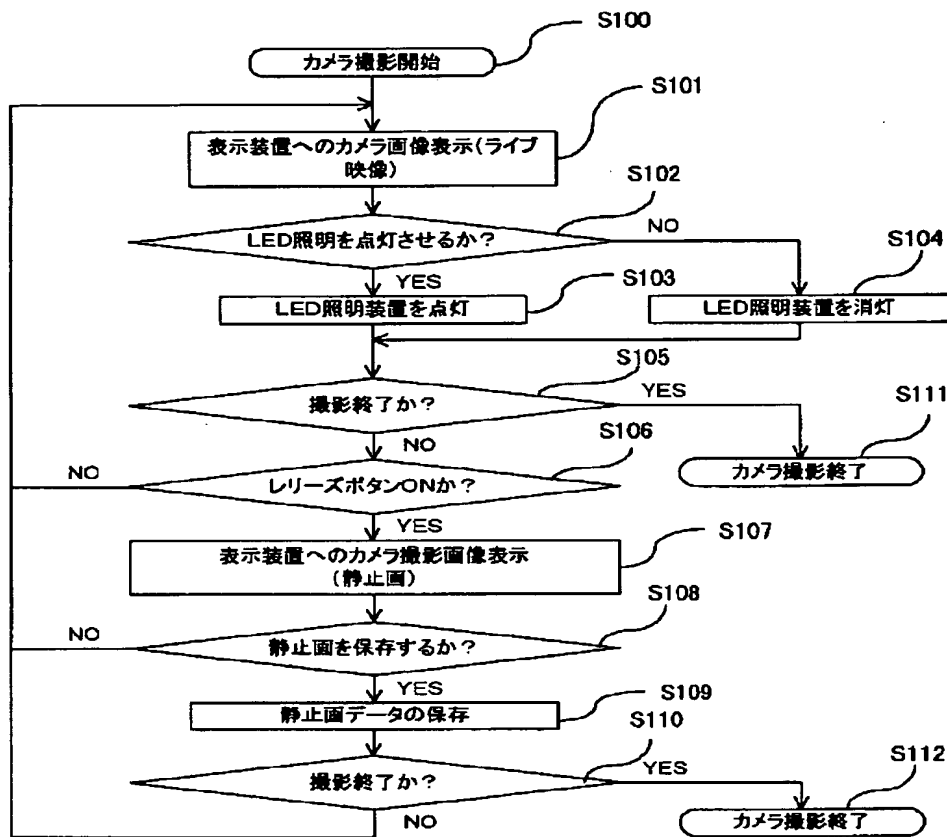 S100
カメラ撮影開始
S101
表示装置へのカメラ画像表示(ライブ
映像)
S102
LED照明を点灯させるか?
NO
YES
S103
S104
LED照明装置を点灯
LED照明装置を消灯
S105
撮影終了か?
YES
S111
NO
S106
カメラ撮影終了
NO
レリーズボタンONか?
YES
S107
表示装置へのカメラ撮影画像表示
(静止画)
S108
NO
静止画を保存するか?
YES
S109
静止画データの保存
S110
撮影終了か?
YES
S112
NO
カメラ撮影終了